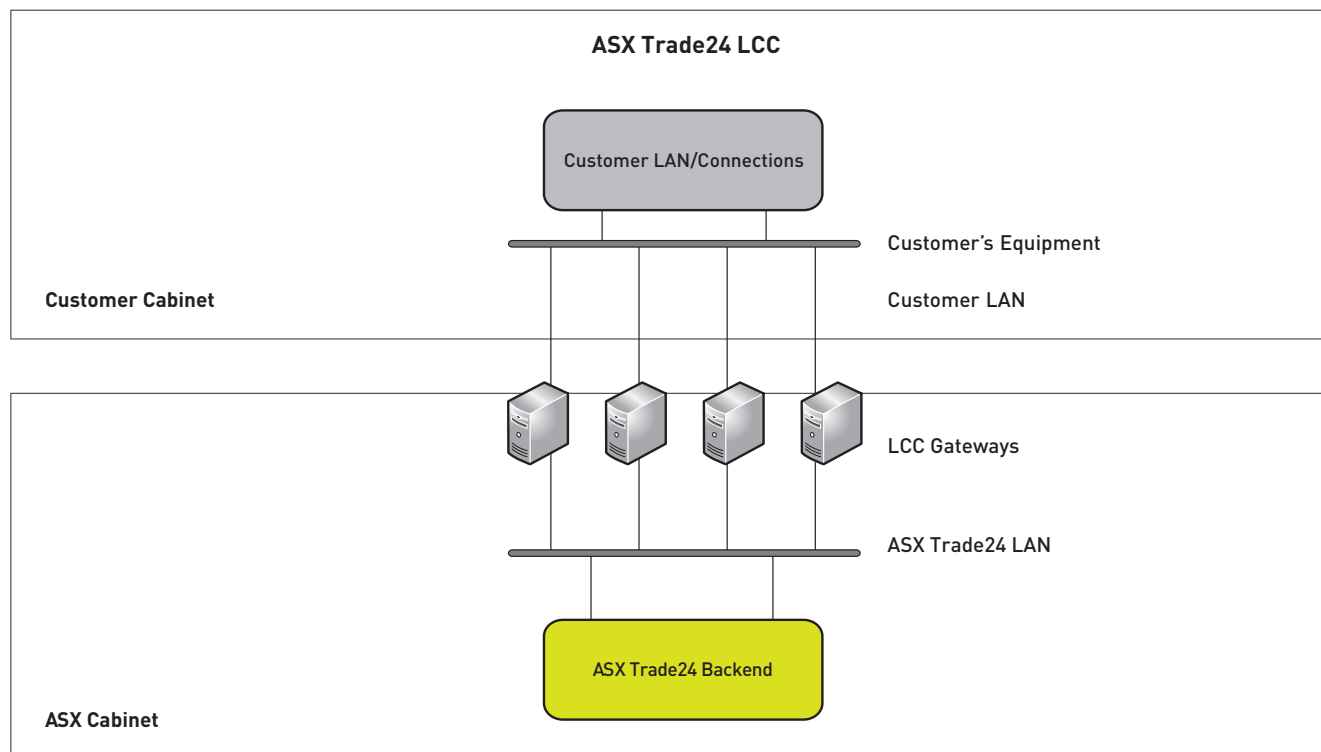 ASX Trade24 LCC
Customer LAN/Connections
Customer’s Equipment
Customer Cabinet
Customer LAN
LCC Gateways
ASX Trade24 LAN
ASX Trade24 Backend
ASX Cabinet